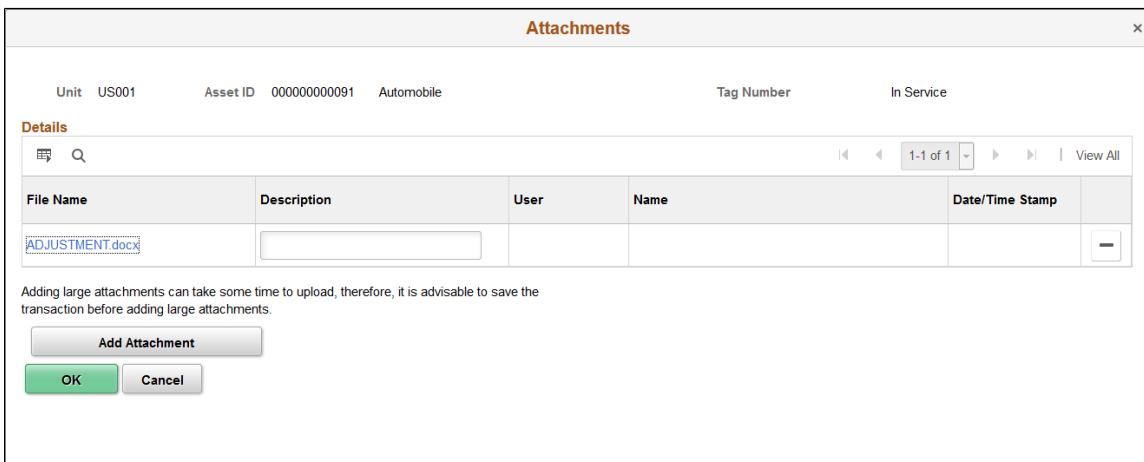 Attachments
×
Unit US001 Asset ID 000000000091 Automobile Tag Number In Service
Details
1-1 of 1 | View All
File Name Description User Name Date/Time Stamp
ADJUSTMENT.docx
Adding large attachments can take some time to upload, therefore, it is advisable to save the
transaction before adding large attachments.
Add Attachment
OK Cancel